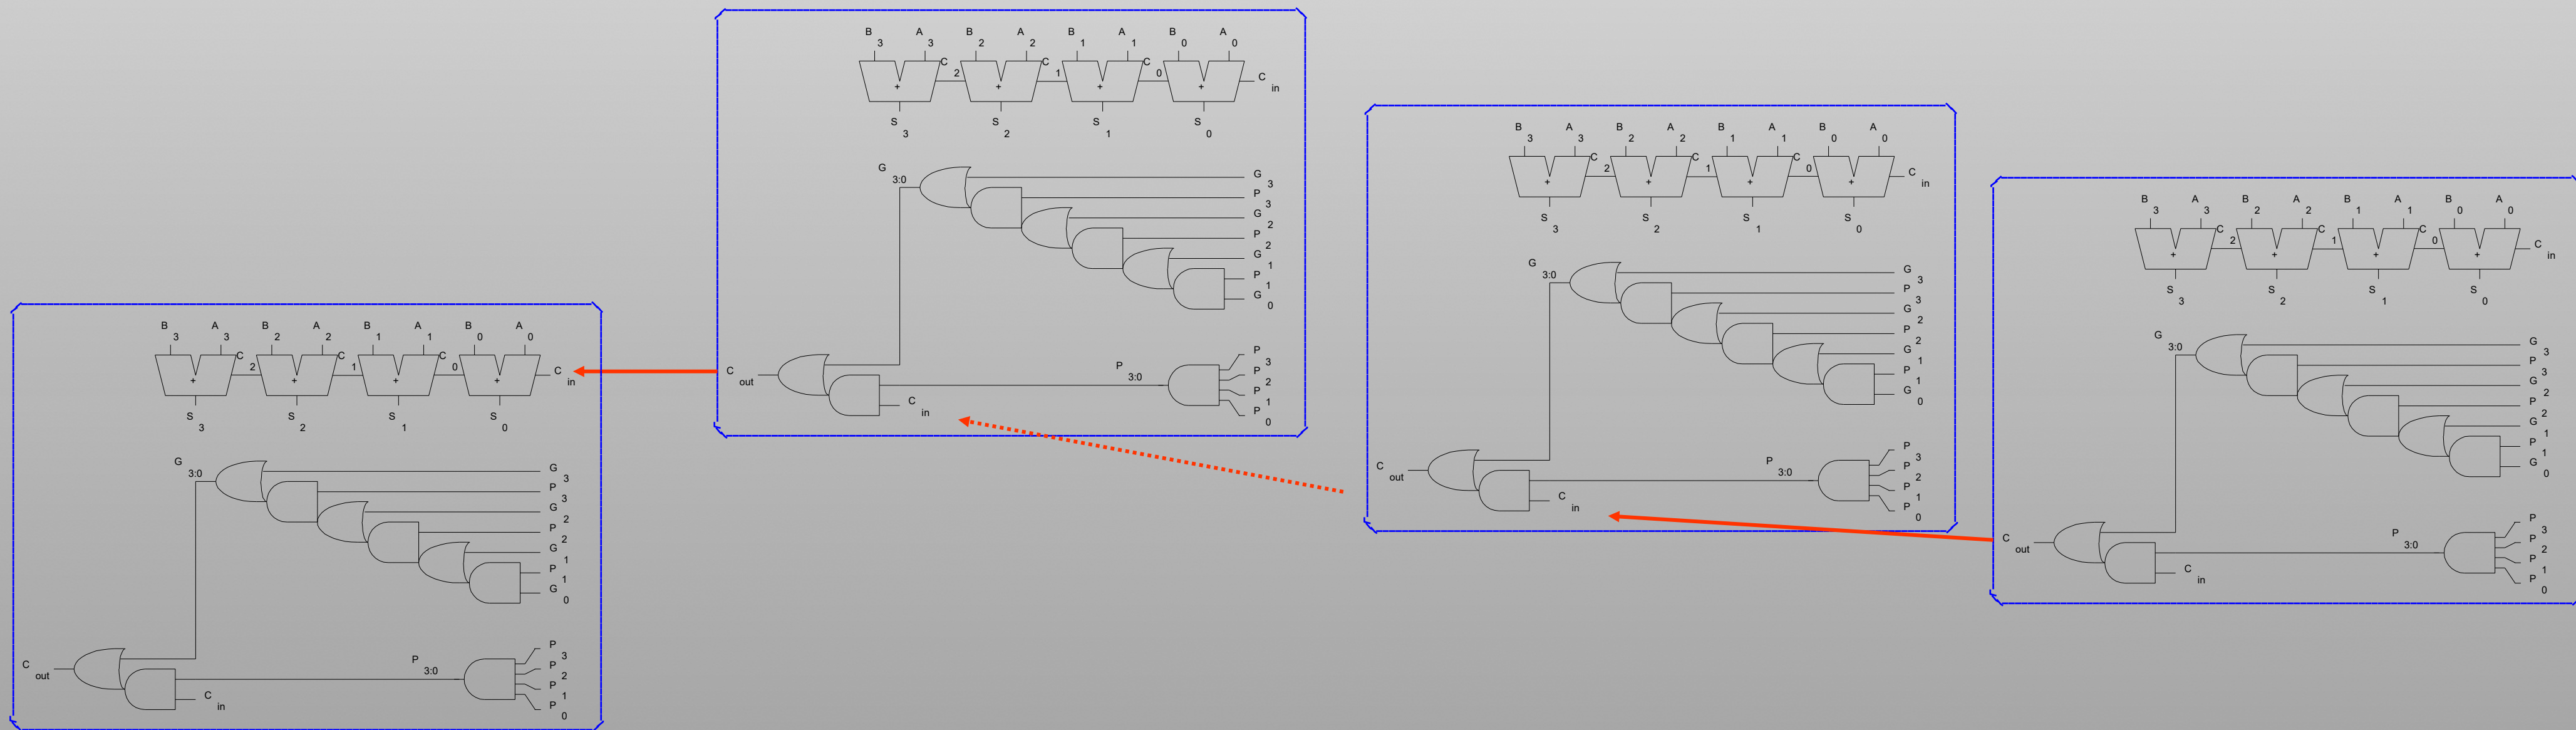 B3 A3 B2 A2 B1 A1 B0 A0
C2 C1 C0 Cin
+ + + +
S3 S2 S1 S0
G3:0
G3
P3
G2
P2
G1
P1
G0
Cout
P3:0
P3
P2
P1
P0
Cin
B3 A3 B2 A2 B1 A1 B0 A0
C2 C1 C0 Cin
+ + + +
S3 S2 S1 S0
G3:0
G3
P3
G2
P2
G1
P1
G0
Cout
P3:0
P3
P2
P1
P0
Cin
B3 A3 B2 A2 B1 A1 B0 A0
C2 C1 C0 Cin
+ + + +
S3 S2 S1 S0
G3:0
G3
P3
G2
P2
G1
P1
G0
Cout
P3:0
P3
P2
P1
P0
Cin
B3 A3 B2 A2 B1 A1 B0 A0
C2 C1 C0 Cin
+ + + +
S3 S2 S1 S0
G3:0
G3
P3
G2
P2
G1
P1
G0
Cout
P3:0
P3
P2
P1
P0
Cin